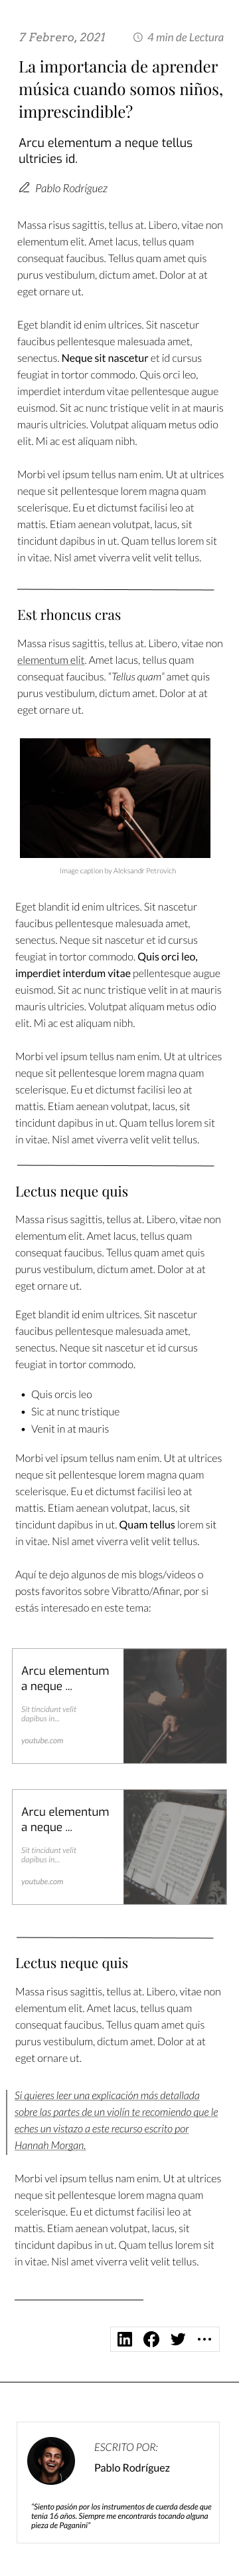 7 Febrero, 2021
4 min de Lectura
La importancia de aprender
música cuando somos niños,
imprescindible?
Arcu elementum a neque tellus
ultricies id.
Pablo Rodríguez
Massa risus sagittis, tellus at. Libero, vitae non
elementum elit. Amet lacus, tellus quam
consequat faucibus. Tellus quam amet quis
purus vestibulum, dictum amet. Dolor at at
eget ornare ut.
Eget blandit id enim ultrices. Sit nascetur
faucibus pellentesque malesuada amet,
senectus. Neque sit nascetur et id cursus
feugiat in tortor commodo. Quis orci leo,
imperdiet interdum vitae pellentesque augue
euismod. Sit ac nunc tristique velit in at mauris
mauris ultricies. Volutpat aliquam metus odio
elit. Mi ac est aliquam nibh.
Morbi vel ipsum tellus nam enim. Ut at ultrices
neque sit pellentesque lorem magna quam
scelerisque. Eu et dictumst facilisi leo at
mattis. Etiam aenean volutpat, lacus, sit
tincidunt dapibus in ut. Quam tellus lorem sit
in vitae. Nisl amet viverra velit velit tellus.
Est rhoncus cras
Massa risus sagittis, tellus at. Libero, vitae non
elementum elit. Amet lacus, tellus quam
consequat faucibus. "Tellus quam" amet quis
purus vestibulum, dictum amet. Dolor at at
eget ornare ut.
Image caption by Aleksandr Petrovich
Eget blandit id enim ultrices. Sit nascetur
faucibus pellentesque malesuada amet,
senectus. Neque sit nascetur et id cursus
feugiat in tortor commodo. Quis orci leo,
imperdiet interdum vitae pellentesque augue
euismod. Sit ac nunc tristique velit in at mauris
mauris ultricies. Volutpat aliquam metus odio
elit. Mi ac est aliquam nibh.
Morbi vel ipsum tellus nam enim. Ut at ultrices
neque sit pellentesque lorem magna quam
scelerisque. Eu et dictumst facilisi leo at
mattis. Etiam aenean volutpat, lacus, sit
tincidunt dapibus in ut. Quam tellus lorem sit
in vitae. Nisl amet viverra velit velit tellus.
Lectus neque quis
Massa risus sagittis, tellus at. Libero, vitae non
elementum elit. Amet lacus, tellus quam
consequat faucibus. Tellus quam amet quis
purus vestibulum, dictum amet. Dolor at at
eget ornare ut.
Eget blandit id enim ultrices. Sit nascetur
faucibus pellentesque malesuada amet,
senectus. Neque sit nascetur et id cursus
feugiat in tortor commodo.
• Quis orcis leo
• Sic at nunc tristique
• Venit in at mauris
Morbi vel ipsum tellus nam enim. Ut at ultrices
neque sit pellentesque lorem magna quam
scelerisque. Eu et dictumst facilisi leo at
mattis. Etiam aenean volutpat, lacus, sit
tincidunt dapibus in ut. Quam tellus lorem sit
in vitae. Nisl amet viverra velit velit tellus.
Aquí te dejo algunos de mis blogs/videos o
posts favoritos sobre Vibratto/Afinar, por si
estás interesado en este tema:
Arcu elementum
a neque ...
Sit tincidunt velit
dapibus in...
youtube.com
Arcu elementum
a neque ...
Sit tincidunt velit
dapibus in...
youtube.com
Lectus neque quis
Massa risus sagittis, tellus at. Libero, vitae non
elementum elit. Amet lacus, tellus quam
consequat faucibus. Tellus quam amet quis
purus vestibulum, dictum amet. Dolor at at
eget ornare ut.
Si quieres leer una explicación más detallada
sobre las partes de un violín te recomiendo que le
eches un vistazo a este recurso escrito por
Hannah Morgan.
Morbi vel ipsum tellus nam enim. Ut at ultrices
neque sit pellentesque lorem magna quam
scelerisque. Eu et dictumst facilisi leo at
mattis. Etiam aenean volutpat, lacus, sit
tincidunt dapibus in ut. Quam tellus lorem sit
in vitae. Nisl amet viverra velit velit tellus.
ESCRITO POR:
Pablo Rodríguez
"Siento pasión por los instrumentos de cuerda desde que
tenía 16 años. Siempre me encontrarás tocando alguna
pieza de Paganini"